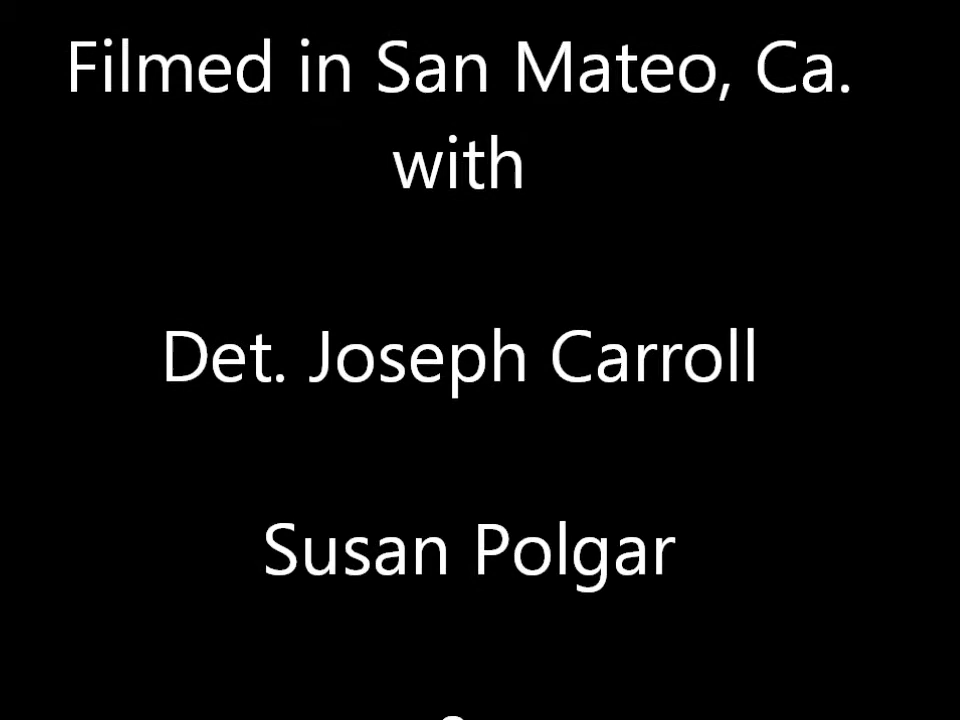 Filmed in San Mateo, Ca.
with
Det. Joseph Carroll
Susan Polgar